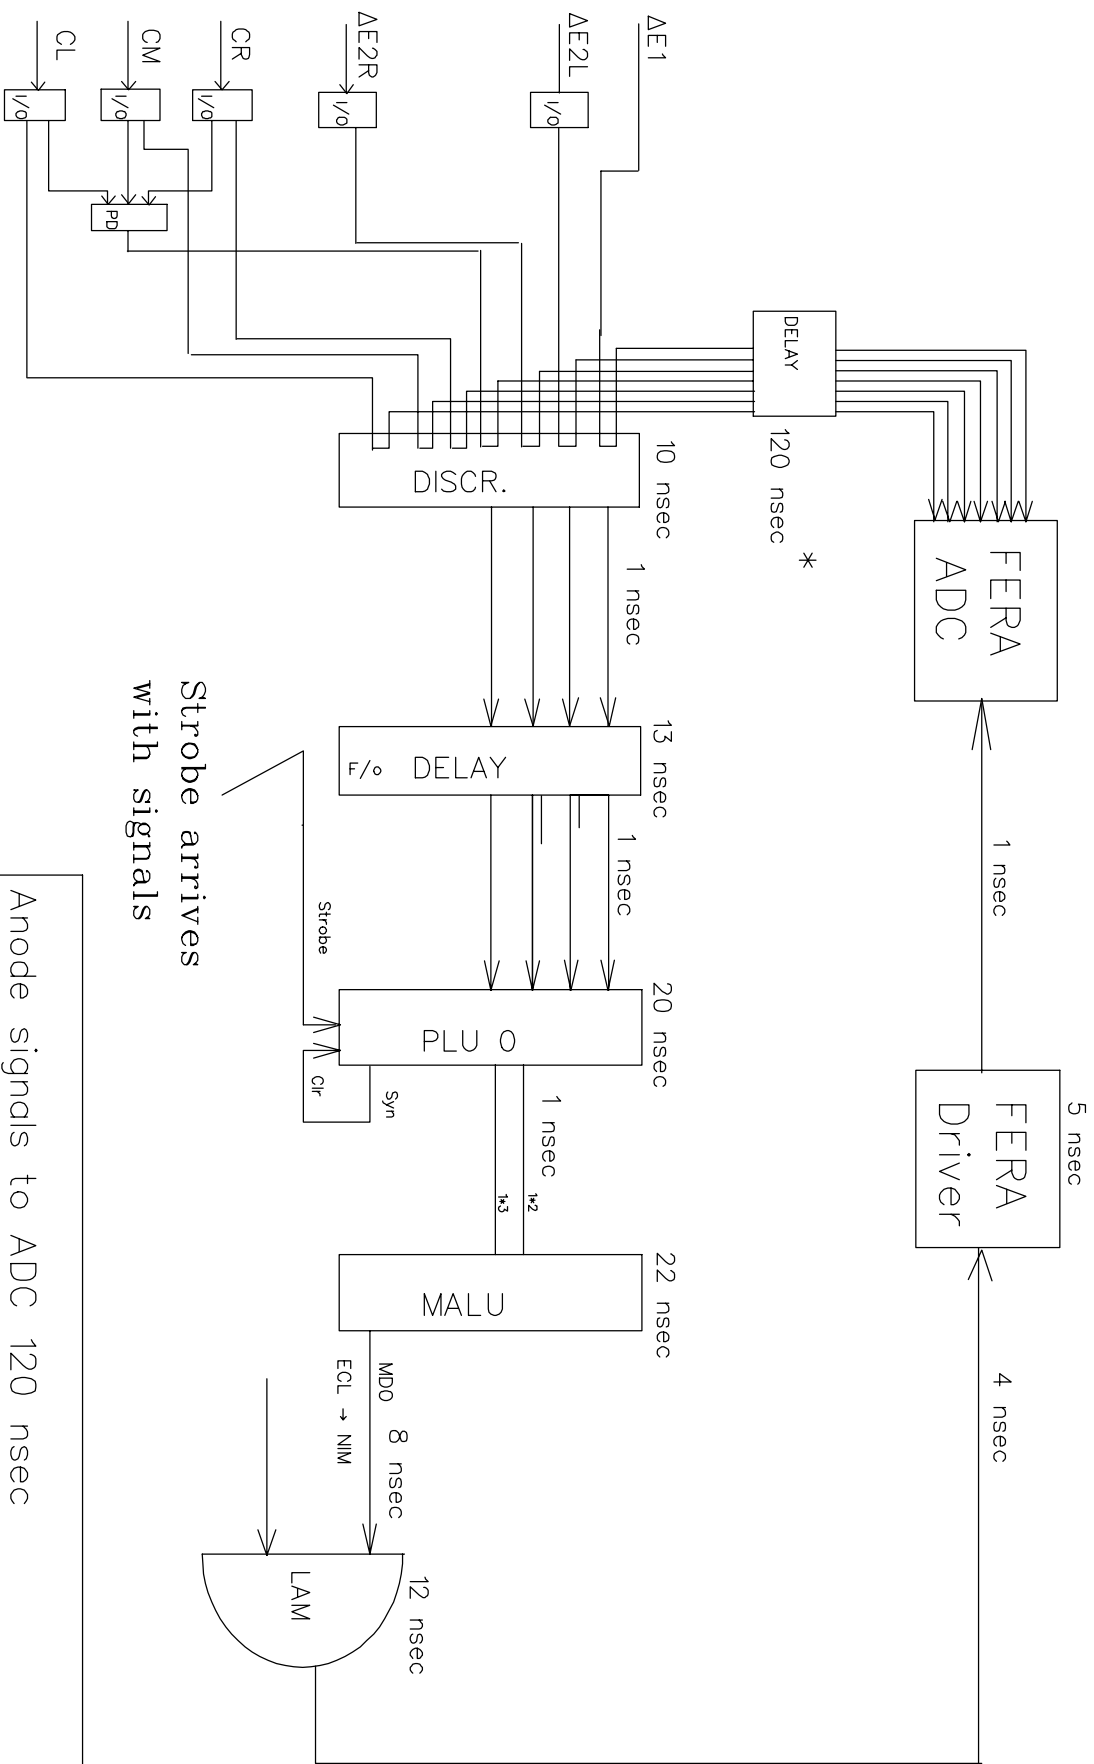 ΔE1
ΔE2L
I/o
ΔE2R
I/o
CR
I/o
CM
I/o
CL
I/o
PD
DELAY
120 nsec
*
10 nsec
DISCR.
1 nsec
13 nsec
F/o DELAY
1 nsec
20 nsec
PLU 0
Strobe
Clr
Syn
Strobe arrives
with signals
1 nsec
1*2
1*3
22 nsec
MALU
MDO
8 nsec
ECL → NIM
12 nsec
LAM
4 nsec
5 nsec
FERA
Driver
1 nsec
FERA
ADC
Anode signals to ADC 120 nsec